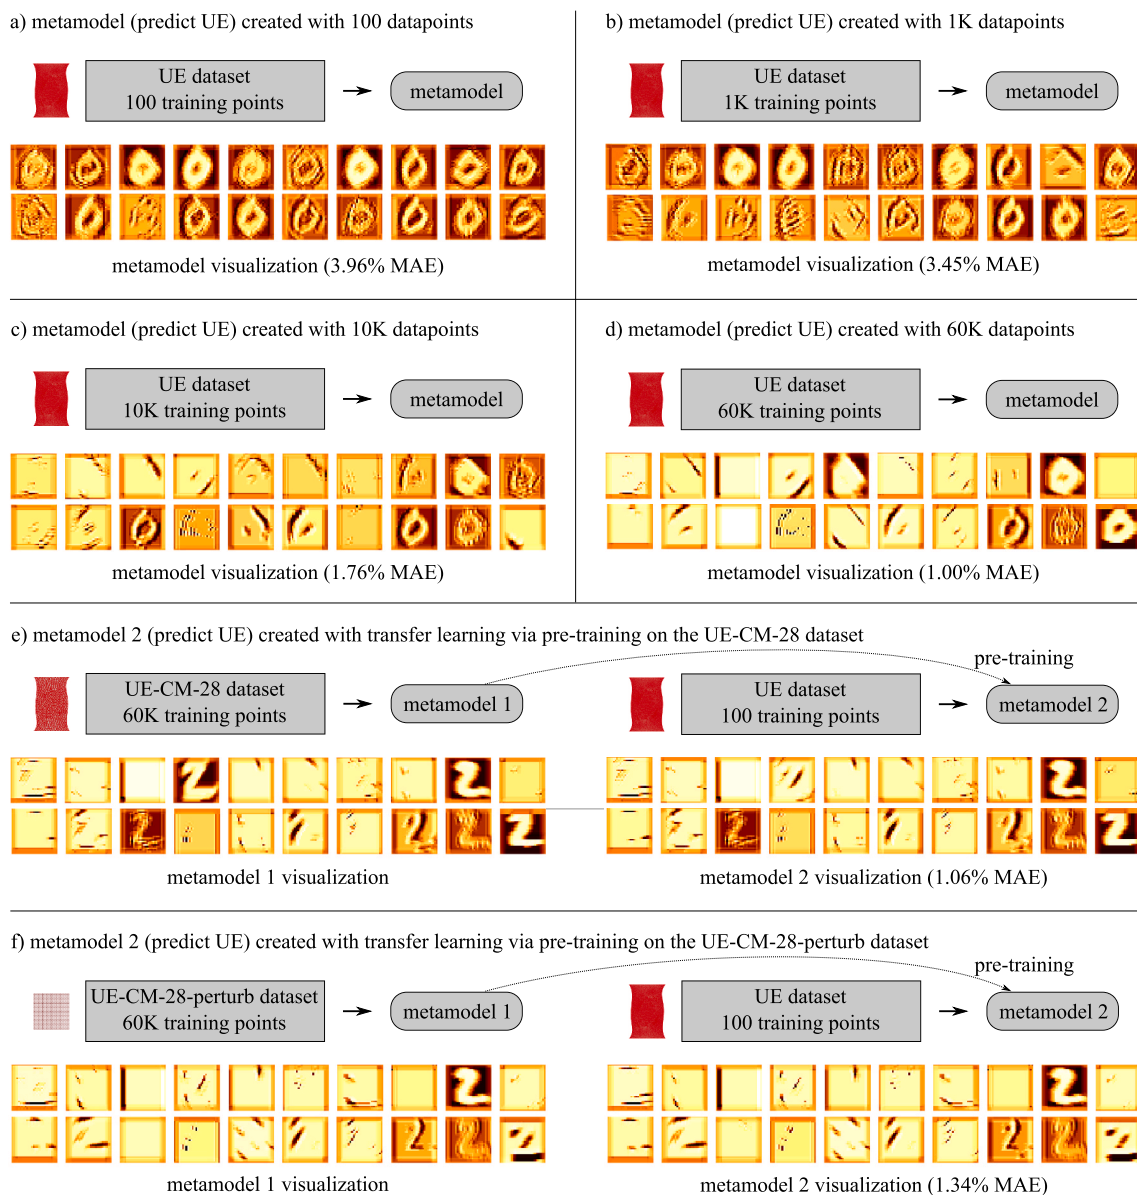 a) metamodel (predict UE) created with 100 datapoints
UE dataset
100 training points
metamodel
metamodel visualization (3.96% MAE)
b) metamodel (predict UE) created with 1K datapoints
UE dataset
1K training points
metamodel
metamodel visualization (3.45% MAE)
c) metamodel (predict UE) created with 10K datapoints
UE dataset
10K training points
metamodel
metamodel visualization (1.76% MAE)
d) metamodel (predict UE) created with 60K datapoints
UE dataset
60K training points
metamodel
metamodel visualization (1.00% MAE)
e) metamodel 2 (predict UE) created with transfer learning via pre-training on the UE-CM-28 dataset
pre-training
UE-CM-28 dataset
60K training points
metamodel 1
UE dataset
100 training points
metamodel 2
metamodel 1 visualization
metamodel 2 visualization (1.06% MAE)
f) metamodel 2 (predict UE) created with transfer learning via pre-training on the UE-CM-28-perturb dataset
pre-training
UE-CM-28-perturb dataset
60K training points
metamodel 1
UE dataset
100 training points
metamodel 2
metamodel 1 visualization
metamodel 2 visualization (1.34% MAE)